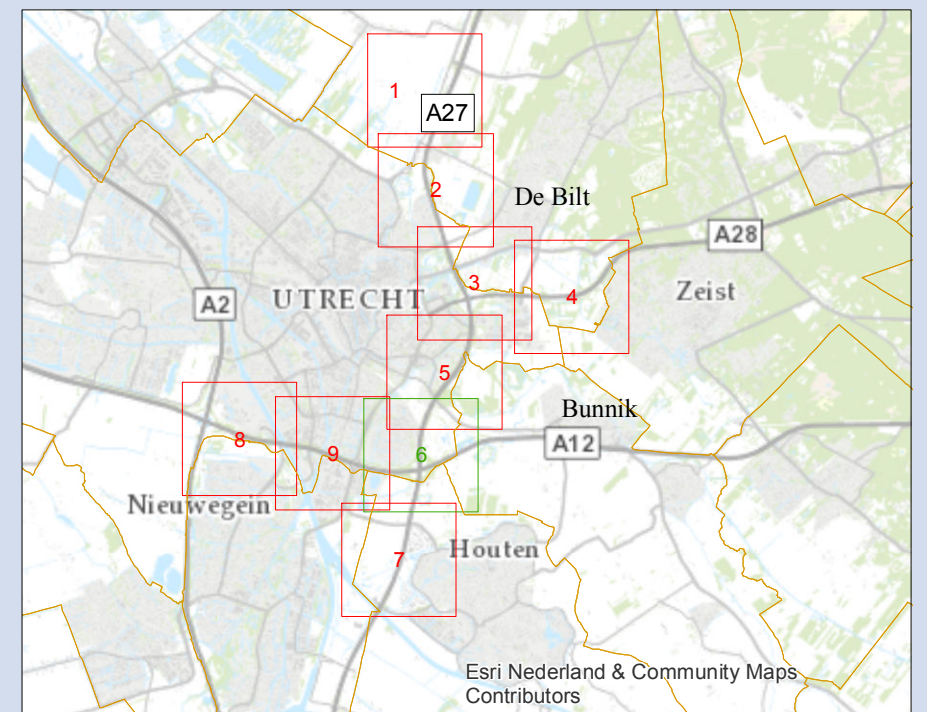 1
A27
2
De Bilt
A28
3
4
Zeist
A2
UTRECHT
5
Bunnik
8
9
6
A12
Nieuwegein
7
Houten
Esri Nederland & Community Maps
Contributors